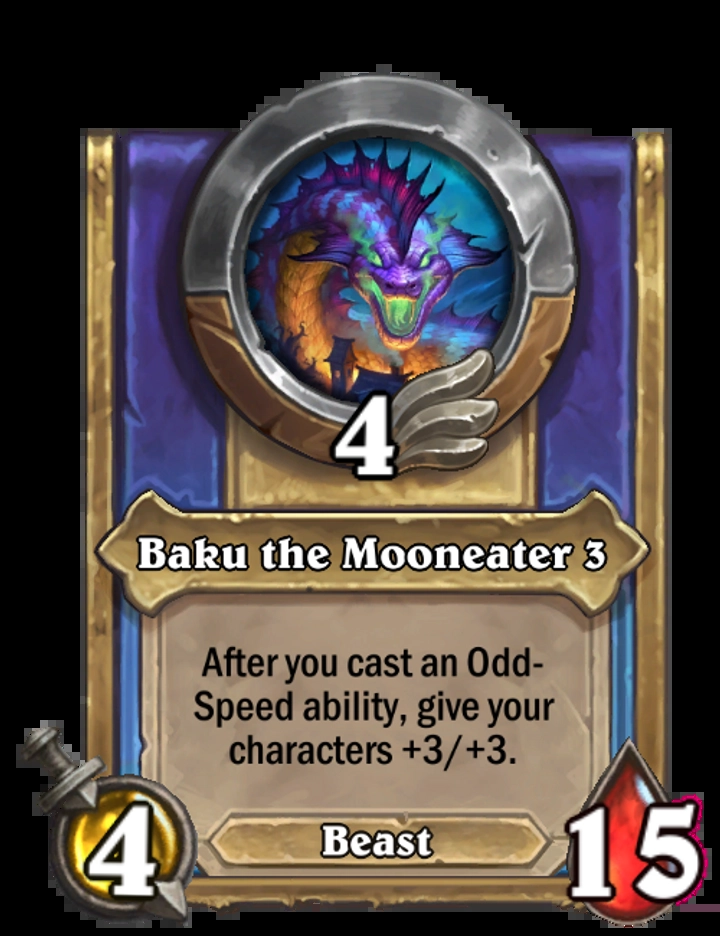 4
Baku the Mooneater 3
After you cast an Odd-
Speed ability, give your
characters +3/+3.
4
Beast
15